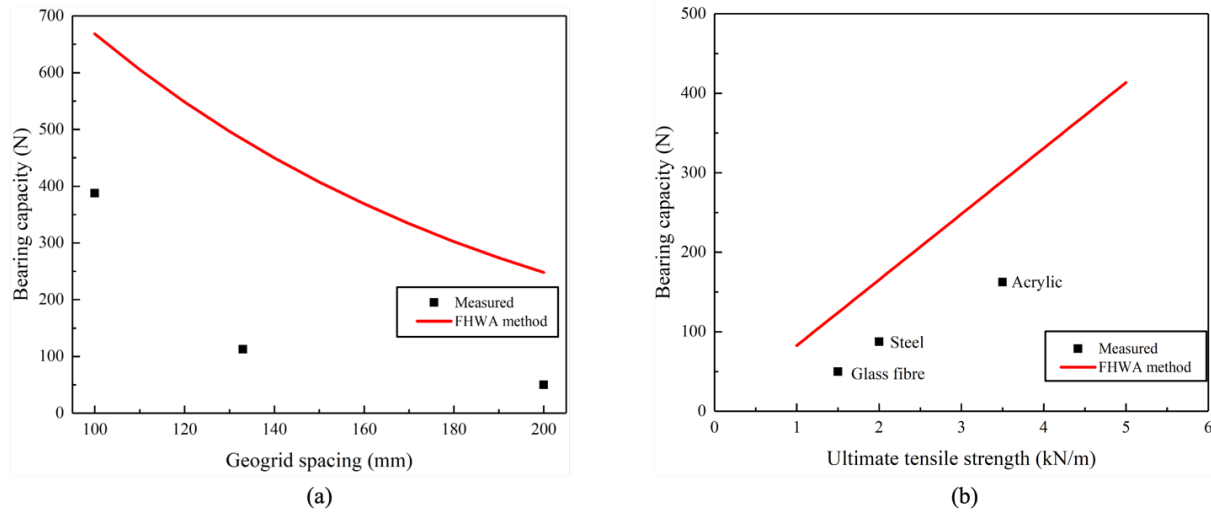 700
600
500
400
300
200
100
0
Bearing capacity (N)
100
120
140
160
180
200
Geogrid spacing (mm)
Measured
FHWA method
(a)
500
400
300
200
100
0
Bearing capacity (N)
Acrylic
Steel
Glass fibre
Measured
FHWA method
0
1
2
3
4
5
6
Ultimate tensile strength (kN/m)
(b)